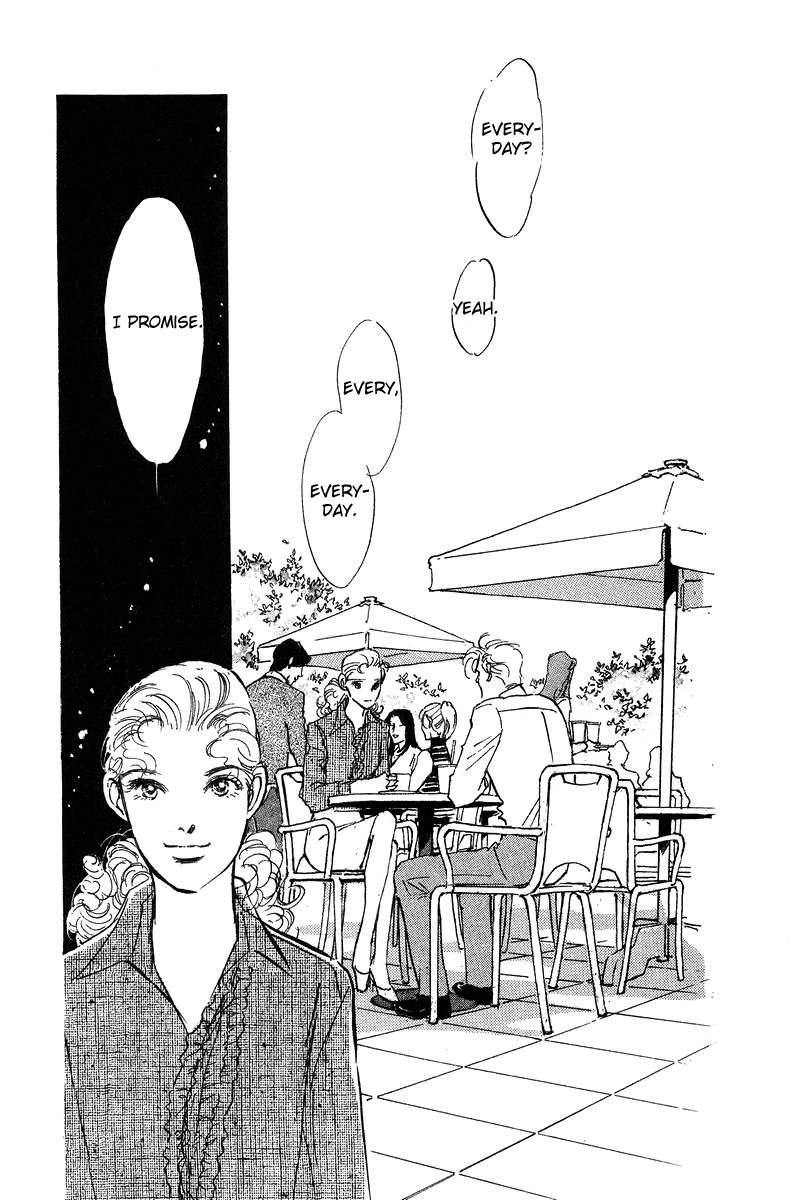 EVERY-
DAY?
YEAH.
EVERY,
EVERY-
DAY.
I PROMISE.